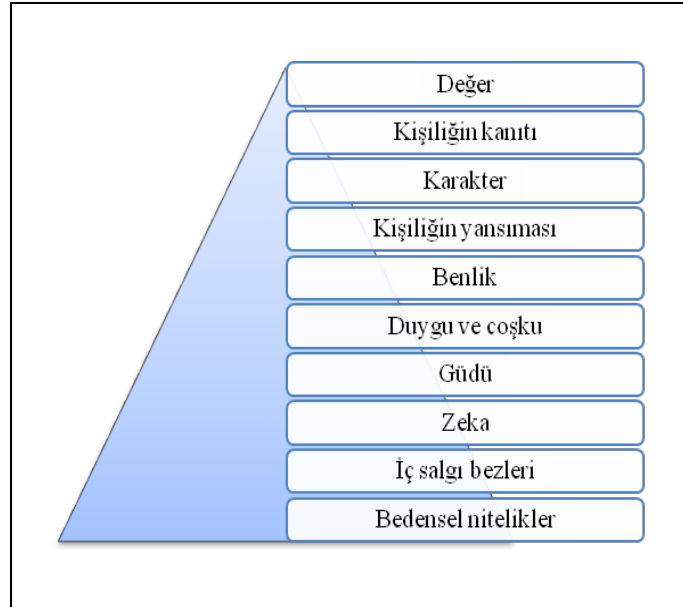 Değer
Kişiliğin kanıtı
Karakter
Kişiliğin yansıması
Benlik
Duygu ve coşku
Güdü
Zeka
İç salgı bezleri
Bedensel nitelikler